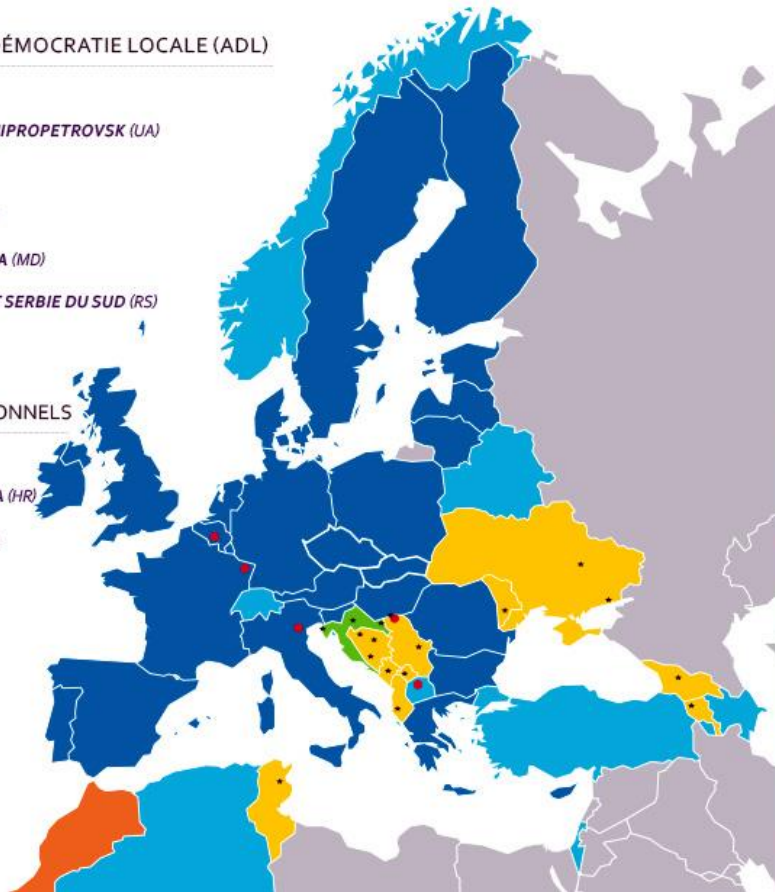 ÉMOCRATIE LOCALE (ADL)
IPROPETROVSK (UA)
A (MD)
SERBIE DU SUD (RS)
ONNELS
A (HR)